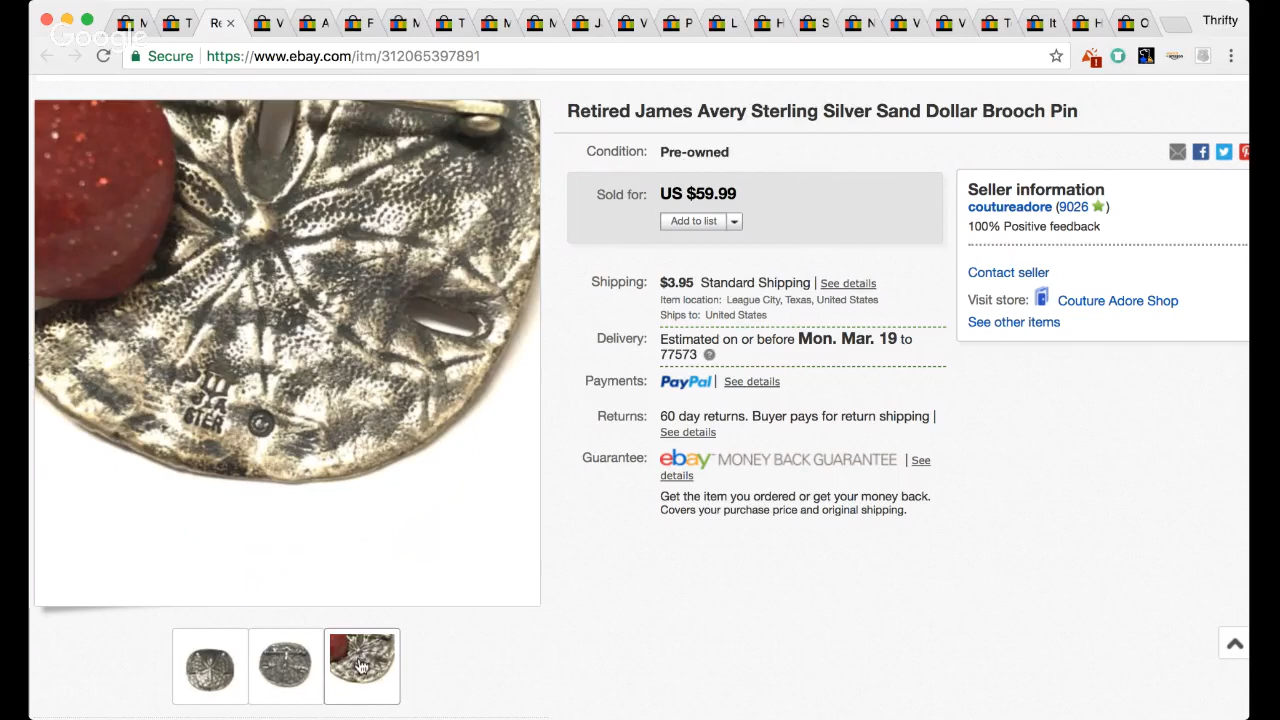 M T Re V A F M T M M J V P L H S N V V T It H O Thrifty
Google
Secure https://www.ebay.com/itm/312065397891
Retired James Avery Sterling Silver Sand Dollar Brooch Pin
Condition: Pre-owned
Sold for: US $59.99
Add to list
Seller information
coutureadore (9026)
100% Positive feedback
Contact seller
Visit store: Couture Adore Shop
See other items
Shipping: $3.95 Standard Shipping | See details
Item location: League City, Texas, United States
Ships to: United States
Delivery: Estimated on or before Mon. Mar. 19 to
77573 ?
Payments: PayPal | See details
Returns: 60 day returns. Buyer pays for return shipping |
See details
Guarantee: ebay MONEY BACK GUARANTEE | See
details
Get the item you ordered or get your money back.
Covers your purchase price and original shipping.
STER C